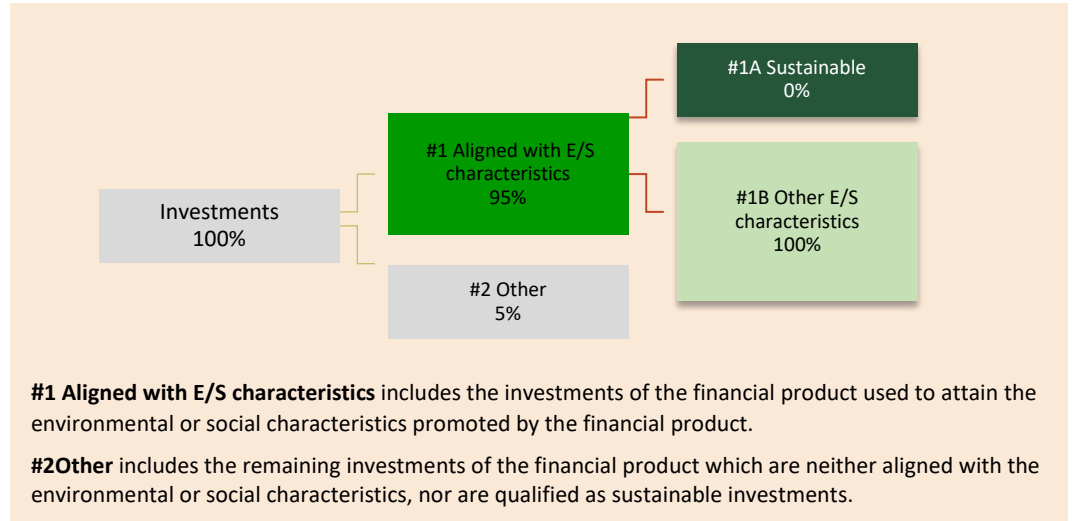 #1A Sustainable
0%
#1 Aligned with E/S
characteristics
95%
Investments
100%
#1B Other E/S
characteristics
100%
#2 Other
5%
#1 Aligned with E/S characteristics includes the investments of the financial product used to attain the
environmental or social characteristics promoted by the financial product.
#2Other includes the remaining investments of the financial product which are neither aligned with the
environmental or social characteristics, nor are qualified as sustainable investments.